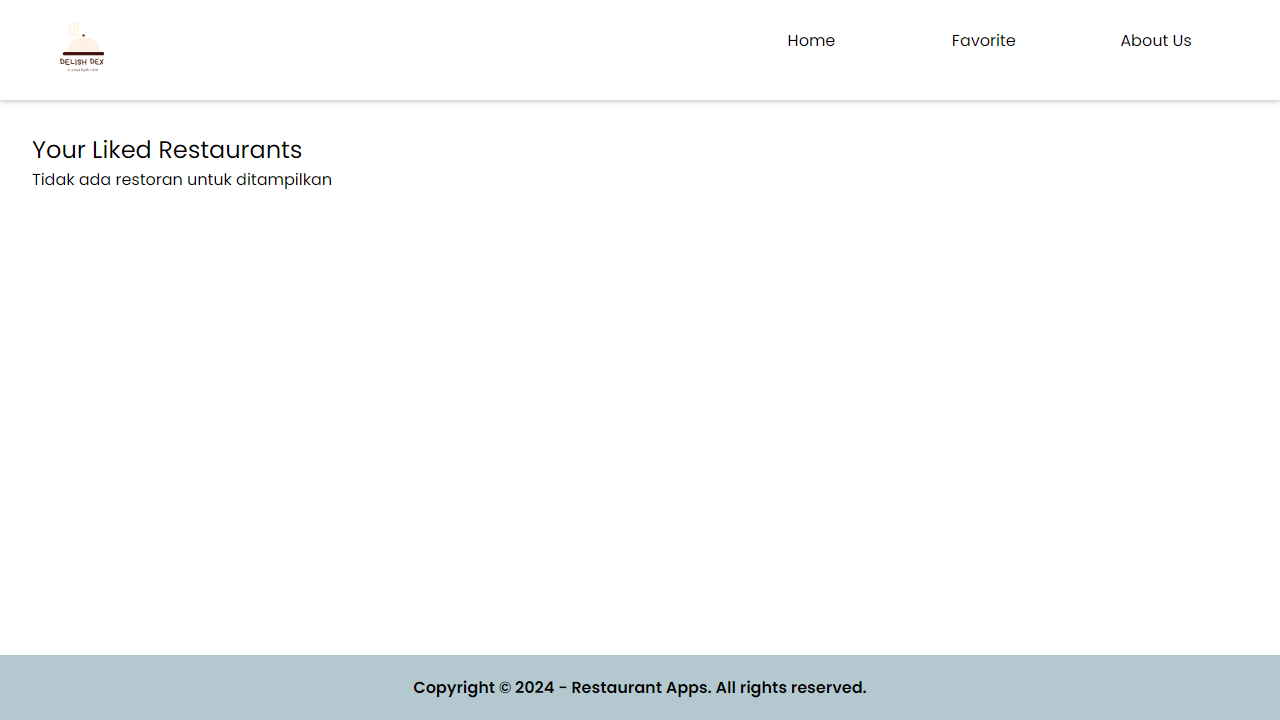 DELISH DEX
Home
Favorite
About Us
Your Liked Restaurants
Tidak ada restoran untuk ditampilkan
Copyright © 2024 - Restaurant Apps. All rights reserved.